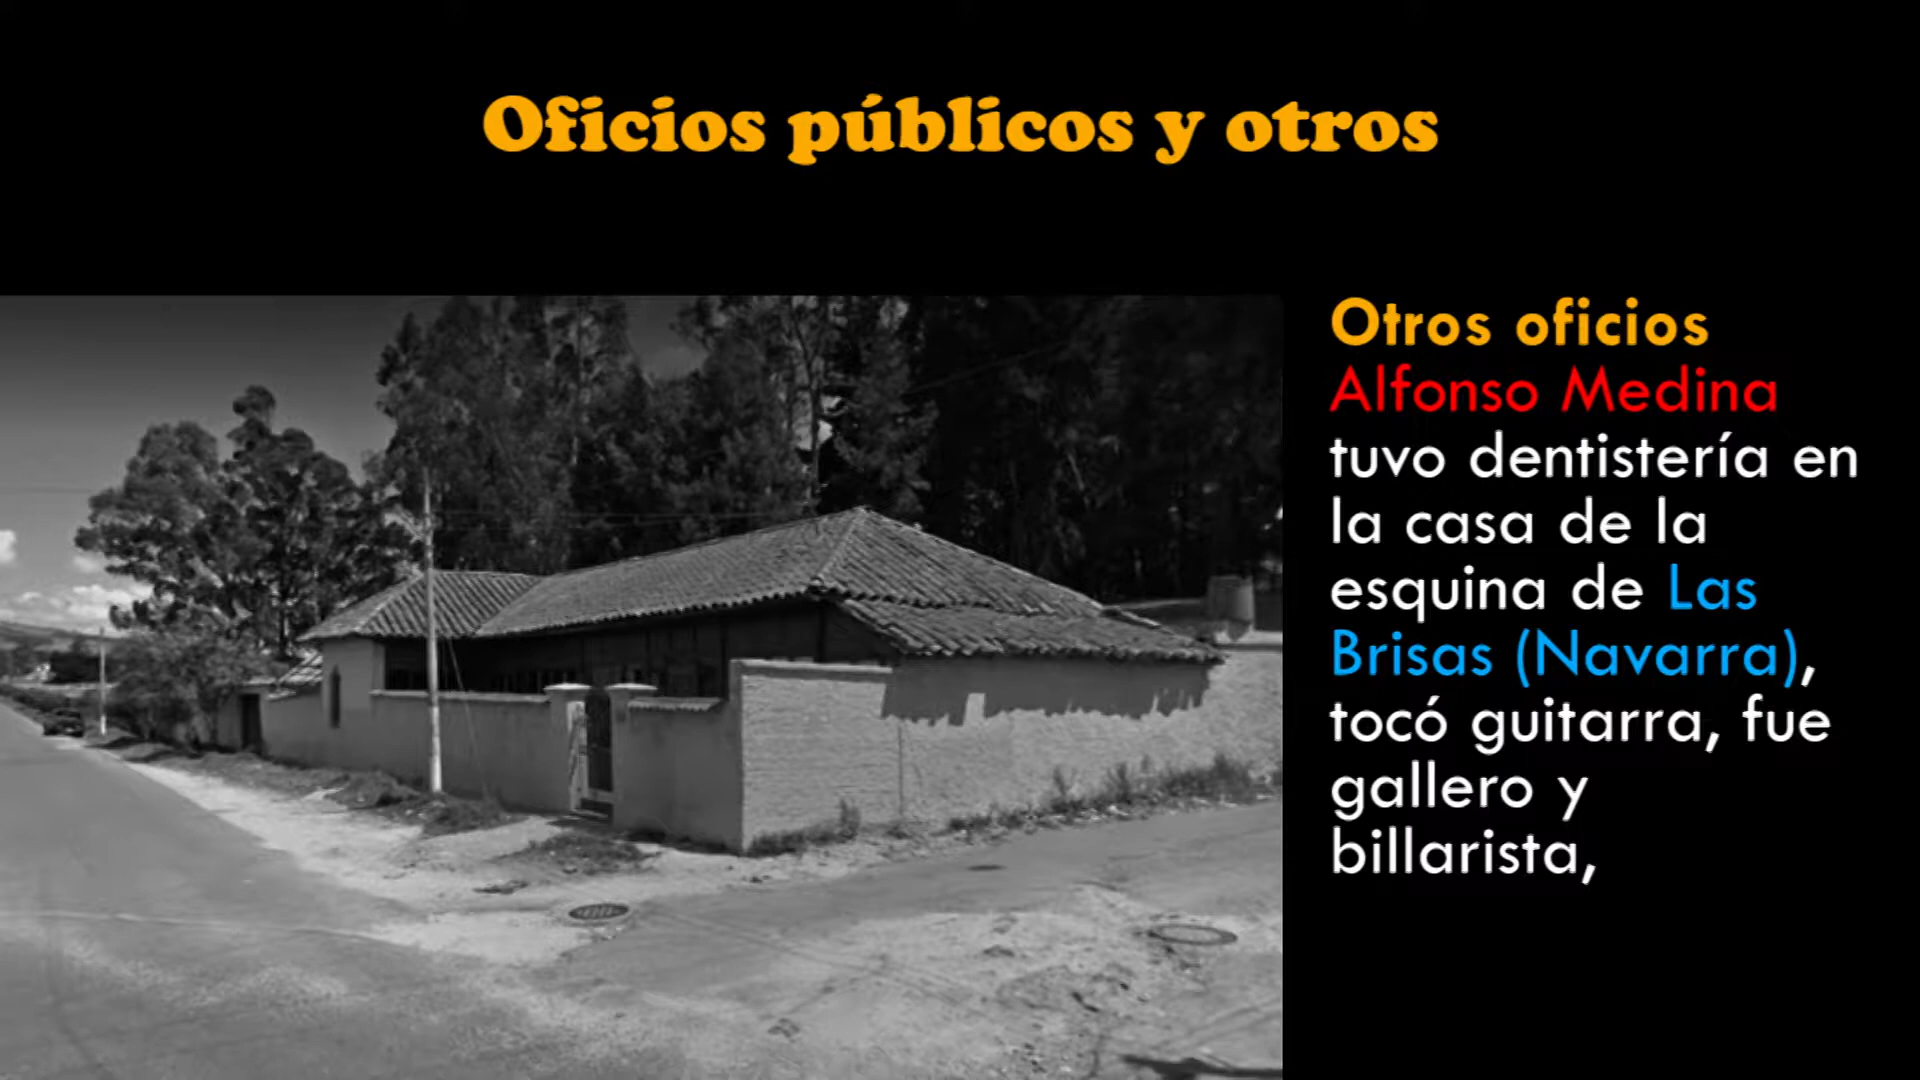 Oficios públicos y otros
Otros oficios
Alfonso Medina
tuvo dentistería en
la casa de la
esquina de Las
Brisas (Navarra),
tocó guitarra, fue
gallero y
billarista,